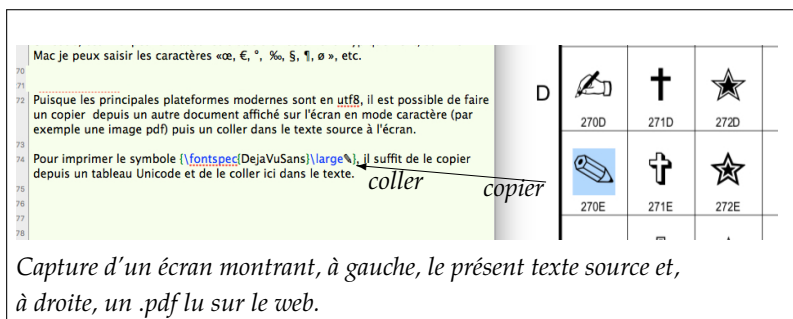 Mac je peux saisir les caractères «œ, €, °, ‰, §, ¶, ø », etc.
70
71
72 Puisque les principales plateformes modernes sont en utf8, il est possible de faire
un copier depuis un autre document affiché sur l'écran en mode caractère (par
exemple une image pdf) puis un coller dans le texte source à l'écran.
73
74 Pour imprimer le symbole {\fontspec{DejaVuSans}\large✎}, il suffit de le copier
depuis un tableau Unicode et de le coller ici dans le texte.
75
76
77
78
coller
copier
D
✍ ✝ ✭
270D 271D 272D
✎ ✞ ✮
270E 271E 272E
Capture d'un écran montrant, à gauche, le présent texte source et,
à droite, un .pdf lu sur le web.